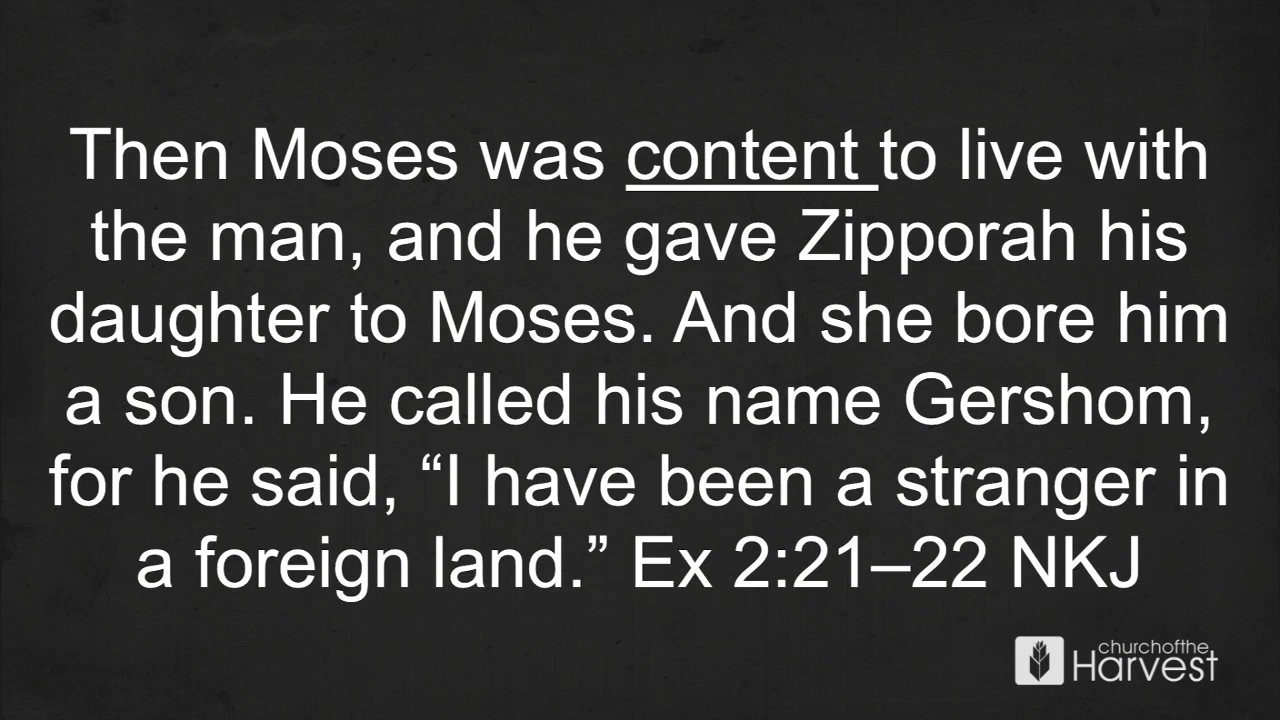 Then Moses was content to live with
the man, and he gave Zipporah his
daughter to Moses. And she bore him
a son. He called his name Gershom,
for he said, “I have been a stranger in
a foreign land.” Ex 2:21–22 NKJ
churchofthe
Harvest